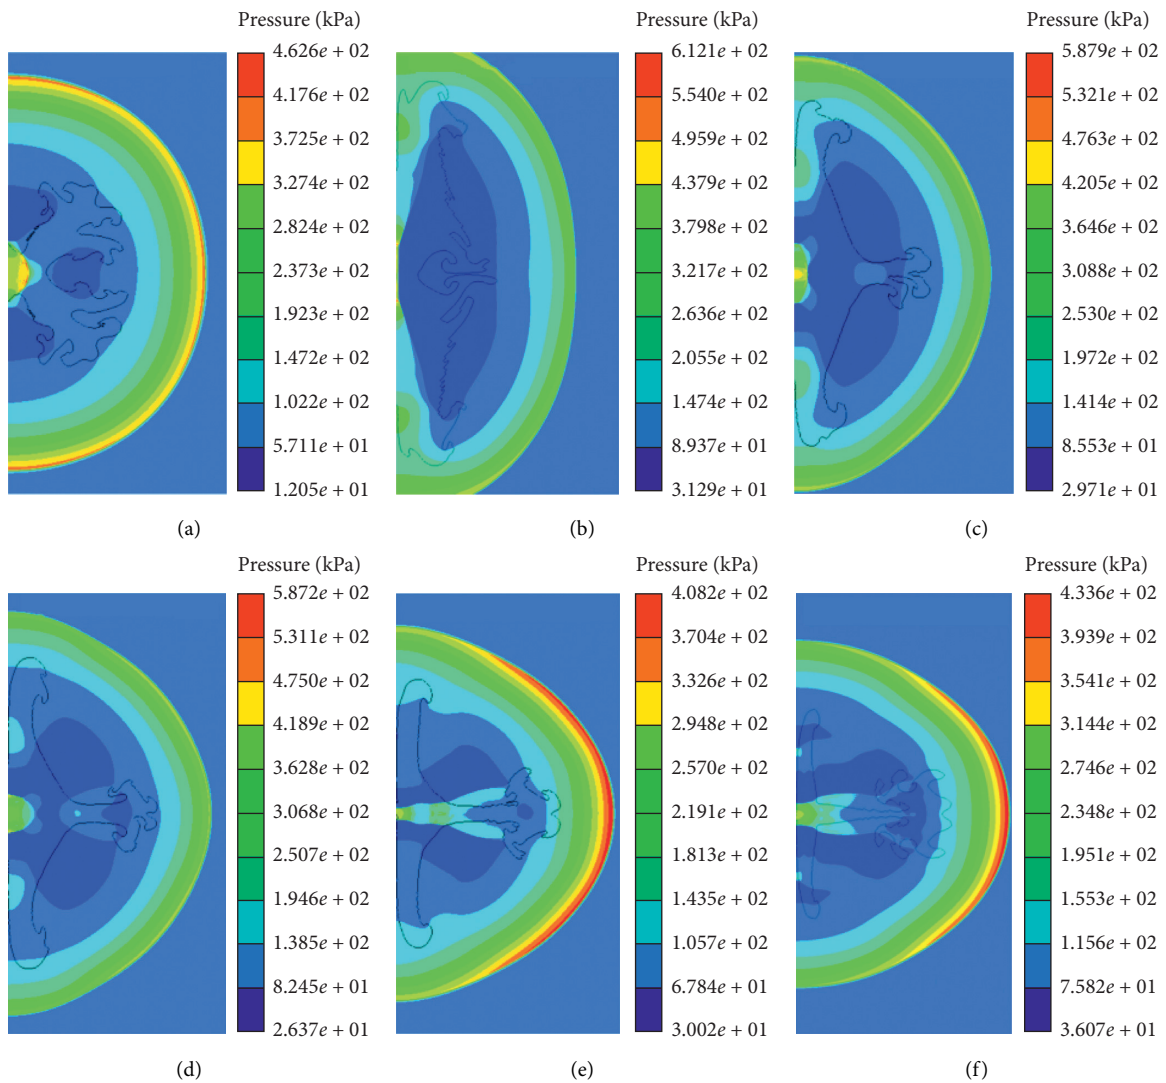 Pressure (kPa)
4.626e + 02
4.176e + 02
3.725e + 02
3.274e + 02
2.824e + 02
2.373e + 02
1.923e + 02
1.472e + 02
1.022e + 02
5.711e + 01
1.205e + 01
(a)
Pressure (kPa)
6.121e + 02
5.540e + 02
4.959e + 02
4.379e + 02
3.798e + 02
3.217e + 02
2.636e + 02
2.055e + 02
1.474e + 02
8.937e + 01
3.129e + 01
(b)
Pressure (kPa)
5.879e + 02
5.321e + 02
4.763e + 02
4.205e + 02
3.646e + 02
3.088e + 02
2.530e + 02
1.972e + 02
1.414e + 02
8.553e + 01
2.971e + 01
(c)
Pressure (kPa)
5.872e + 02
5.311e + 02
4.750e + 02
4.189e + 02
3.628e + 02
3.068e + 02
2.507e + 02
1.946e + 02
1.385e + 02
8.245e + 01
2.637e + 01
(d)
Pressure (kPa)
4.082e + 02
3.704e + 02
3.326e + 02
2.948e + 02
2.570e + 02
2.191e + 02
1.813e + 02
1.435e + 02
1.057e + 02
6.784e + 01
3.002e + 01
(e)
Pressure (kPa)
4.336e + 02
3.939e + 02
3.541e + 02
3.144e + 02
2.746e + 02
2.348e + 02
1.951e + 02
1.553e + 02
1.156e + 02
7.582e + 01
3.607e + 01
(f)